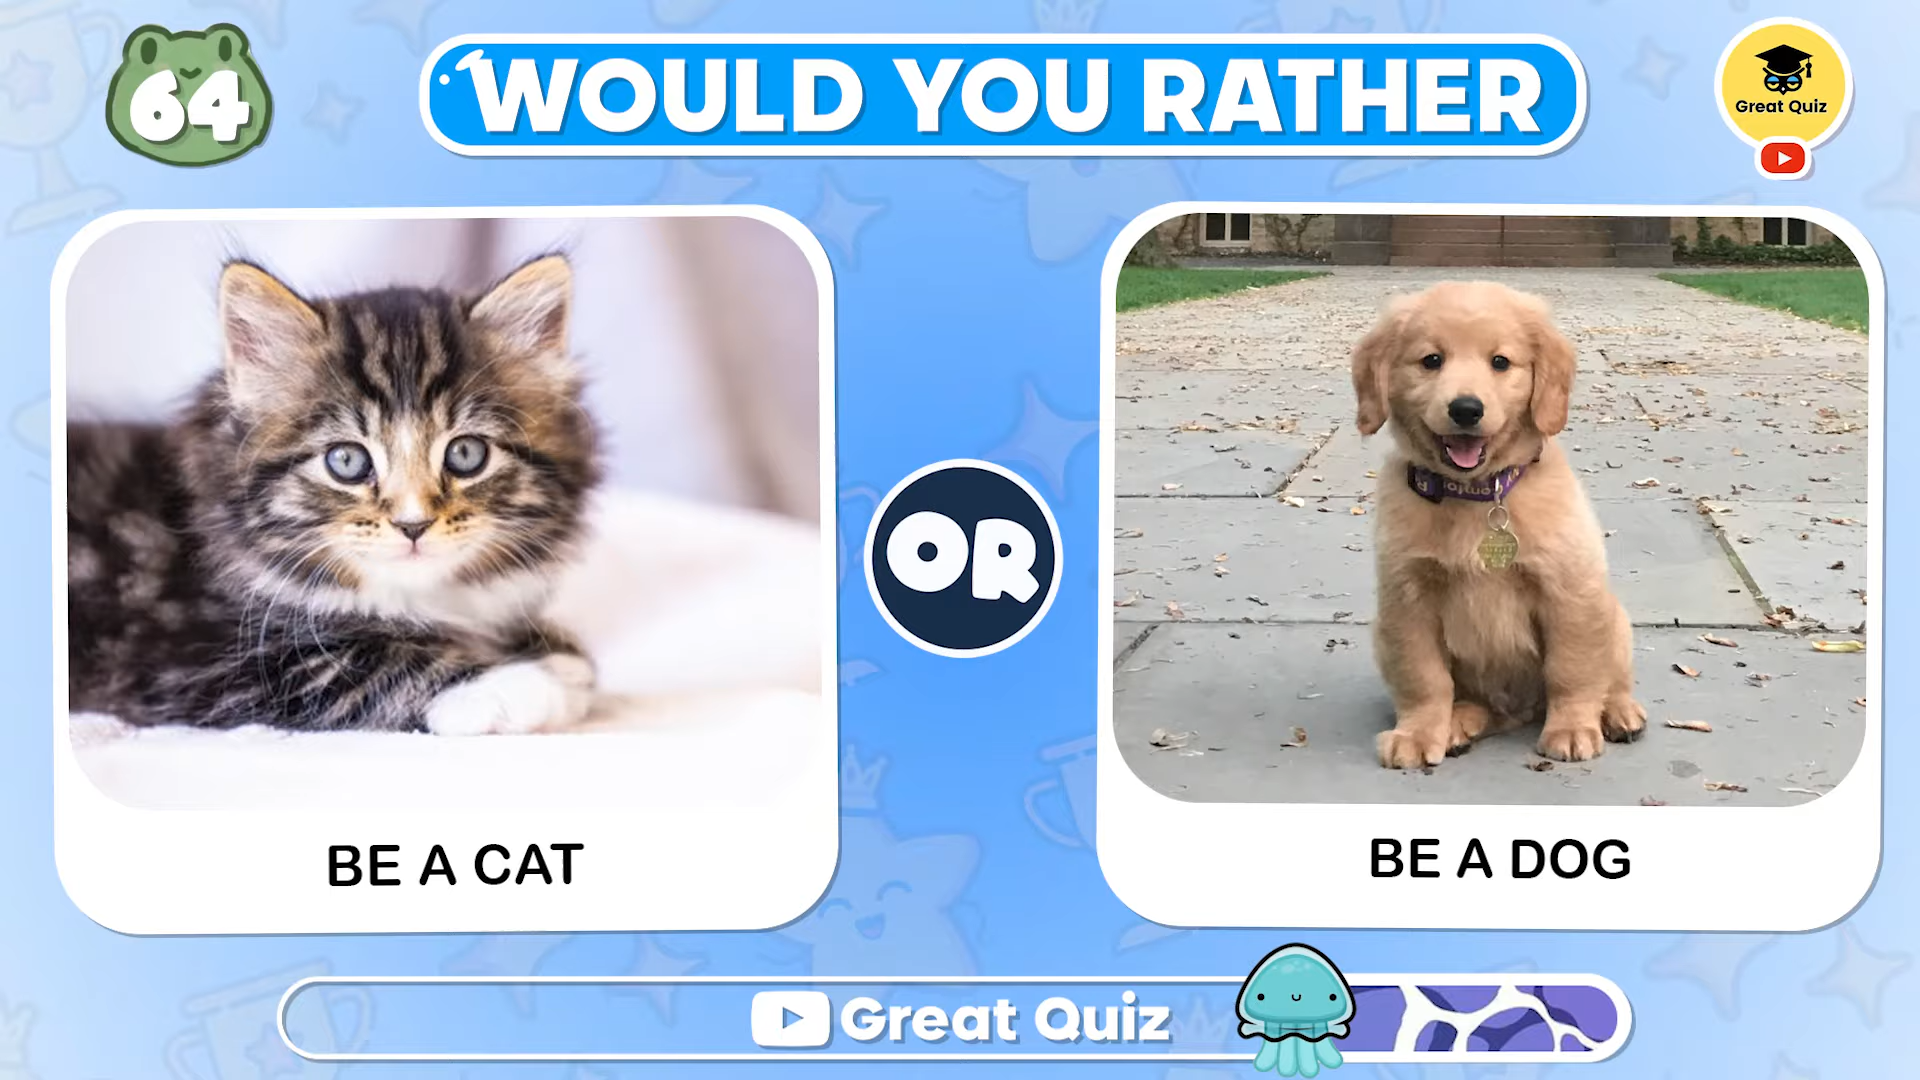 64
WOULD YOU RATHER
Great Quiz
OR
BE A CAT
BE A DOG
Great Quiz